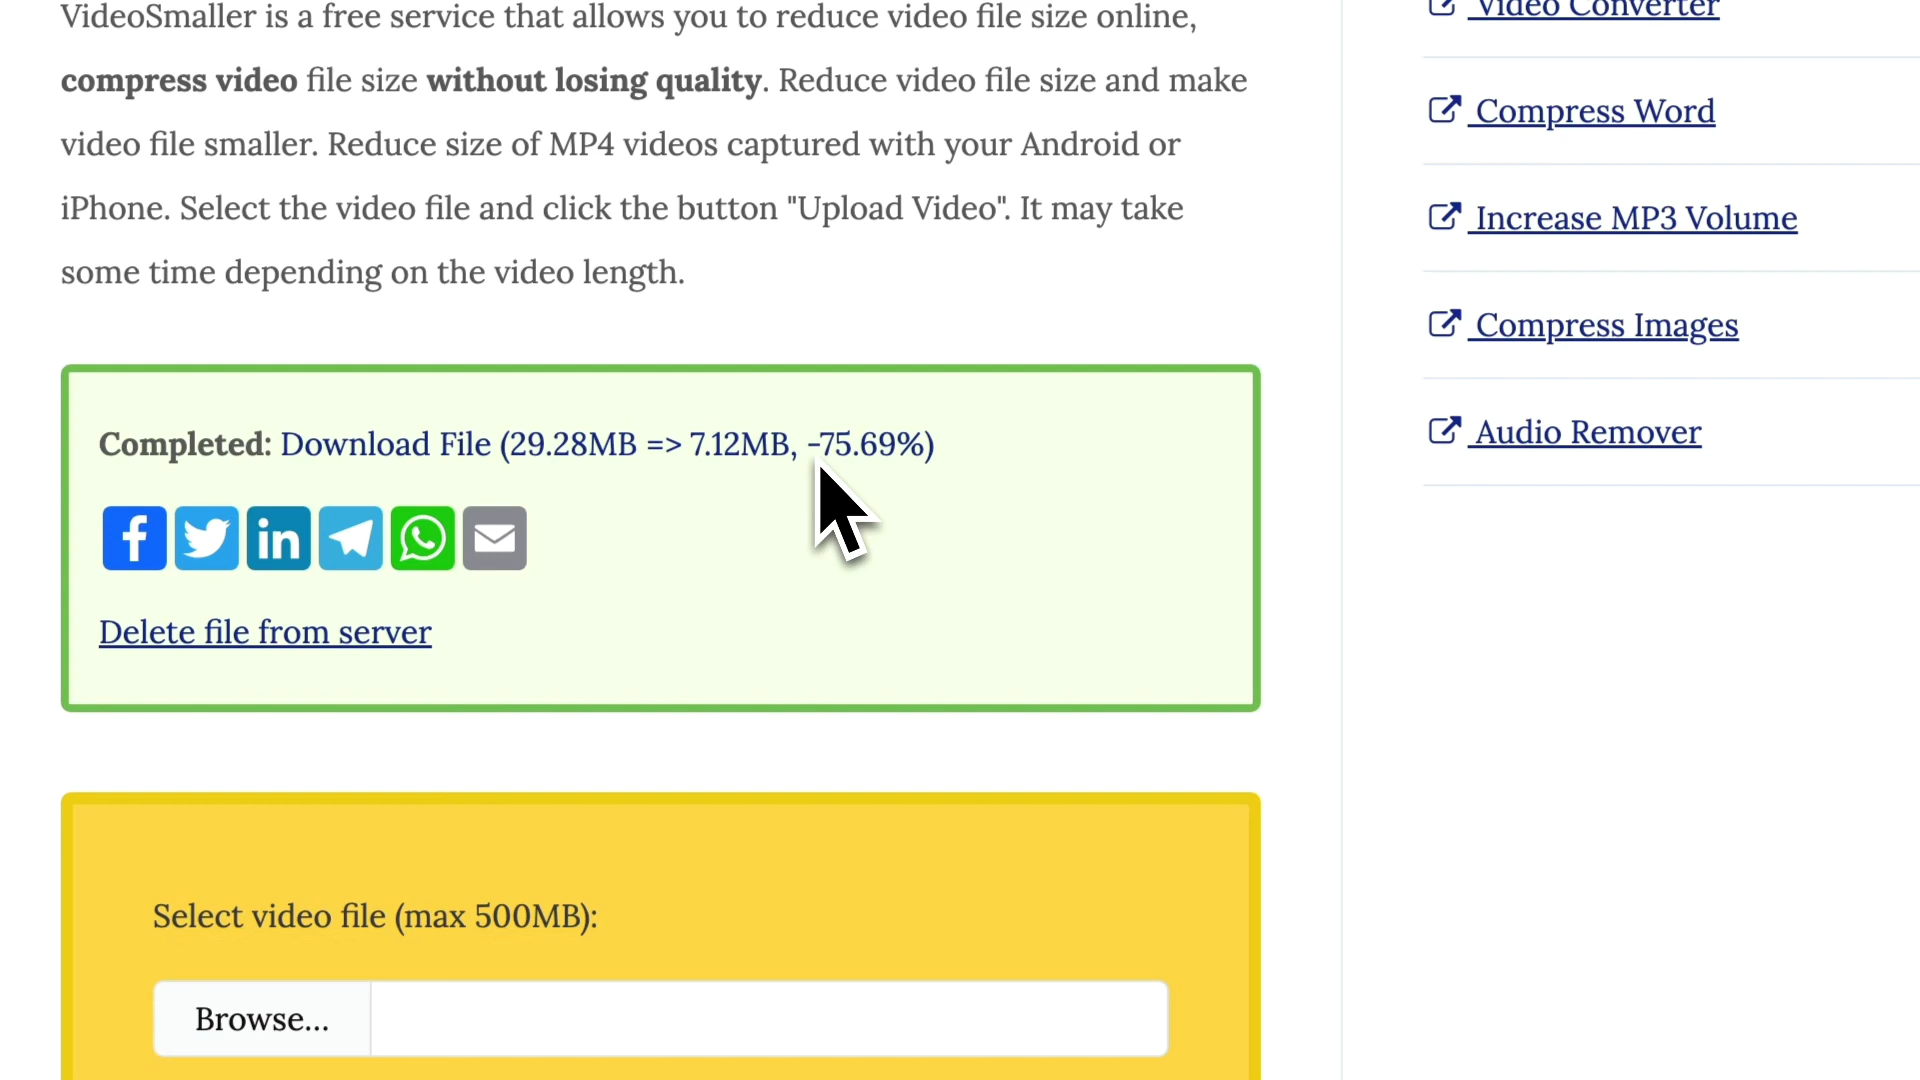 VideoSmaller is a free service that allows you to reduce video file size online,
compress video file size without losing quality. Reduce video file size and make
video file smaller. Reduce size of MP4 videos captured with your Android or
iPhone. Select the video file and click the button "Upload Video". It may take
some time depending on the video length.
Completed: Download File (29.28MB => 7.12MB, -75.69%)
Delete file from server
Select video file (max 500MB):
Browse...
Video Converter
Compress Word
Increase MP3 Volume
Compress Images
Audio Remover